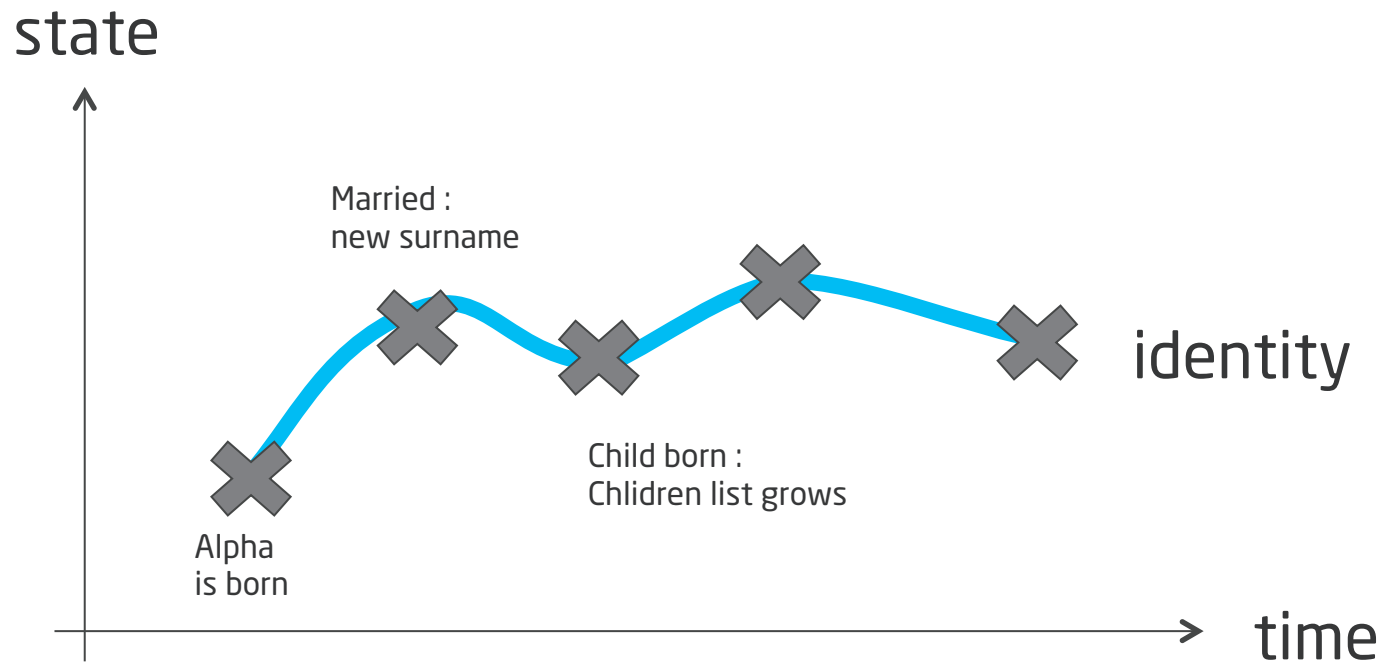 state
Married :
new surname
identity
Child born :
Chlidren list grows
Alpha
is born
time